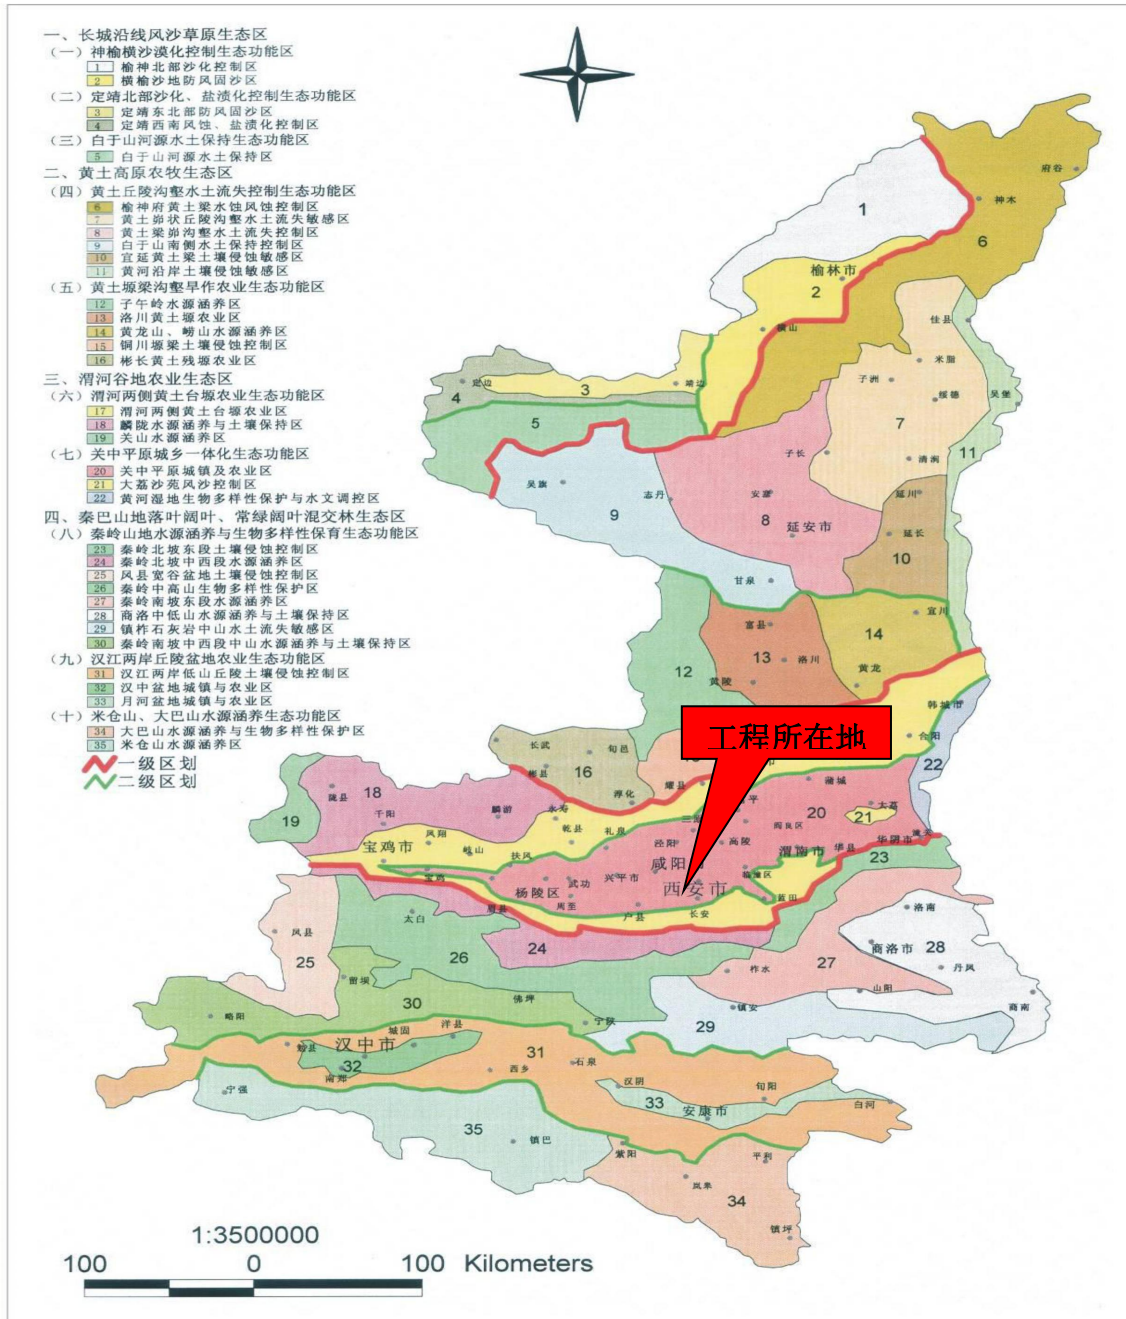 一、长城沿线风沙草原生态区
(一)神榆横沙漠化控制生态功能区
1 榆神北部沙化控制区
2 横榆沙地防风固沙区
(二)定靖北部沙化、盐渍化控制生态功能区
3 定靖东北部防风固沙区
4 定靖西南风蚀、盐渍化控制区
(三)白于山河源水土保持生态功能区
5 白于山河源水土保持区
二、黄土高原农牧生态区
(四)黄土丘陵沟壑水土流失控制生态功能区
6 榆神府黄土梁水蚀风蚀控制区
7 黄土峁状丘陵沟壑水土流失敏感区
8 黄土梁峁沟壑水土流失控制区
9 白于山南侧水土保持控制区
10 宜延黄土梁土壤侵蚀敏感区
11 黄河沿岸土壤侵蚀敏感区
(五)黄土塬梁沟壑旱作农业生态功能区
12 子午岭水源涵养区
13 洛川黄土塬农业区
14 黄龙山、崂山水源涵养区
15 铜川塬梁土壤侵蚀控制区
16 彬长黄土残塬农业区
三、渭河谷地农业生态区
(六)渭河两侧黄土台塬农业生态功能区
17 渭河两侧黄土台塬农业区
18 麟陇水源涵养与土壤保持区
19 关山水源涵养区
(七)关中平原城乡一体化生态功能区
20 关中平原城镇及农业区
21 大荔沙苑风沙控制区
22 黄河湿地生物多样性保护与水文调控区
四、秦巴山地落叶阔叶、常绿阔叶混交林生态区
(八)秦岭山地水源涵养与生物多样性保育生态功能区
23 秦岭北坡东段土壤侵蚀控制区
24 秦岭北坡中西段水源涵养区
25 凤县宽谷盆地土壤侵蚀控制区
26 秦岭中高山生物多样性保护区
27 秦岭南坡东段水源涵养区
28 商洛中低山水源涵养与土壤保持区
29 镇柞石灰岩中山水土流失敏感区
30 秦岭南坡中西段中山水源涵养与土壤保持区
(九)汉江两岸丘陵盆地农业生态功能区
31 汉江两岸低山丘陵土壤侵蚀控制区
32 汉中盆地城镇与农业区
33 月河盆地城镇与农业区
(十)米仓山、大巴山水源涵养生态功能区
34 大巴山水源涵养与生物多样性保护区
35 米仓山水源涵养区
一级区划
二级区划
府谷
神木
1
6
榆林市
2
横山
佳县
米脂
子洲
绥德
吴堡
7
定边
4
3
靖边
5
子长
清涧
11
吴旗
志丹
9
安塞
8
延安市
延川
延长
10
甘泉
宜川
富县
14
12
13
洛川
黄陵
黄龙
韩城市
工程所在地
合阳
22
长武
旬邑
彬县
16
淳化
耀县
蒲城
陇县
18
千阳
麟游
永寿
19
乾县
礼泉
20
大荔
21
阎良区
凤阳
岐山
扶风
泾阳
高陵
宝鸡市
咸阳
渭南市
华县
华阴市
潼关
23
宝鸡
杨陵区
武功
兴平市
西安市
临潼区
蓝田
眉县
周至
户县
长安
太白
洛南
凤县
24
商洛市
28
25
26
27
丹凤
柞水
留坝
山阳
商南
30
佛坪
镇安
略阳
宁陕
29
城固
洋县
勉县
汉中市
31
石泉
32
西乡
南郑
汉阴
旬阳
宁强
33
安康市
白河
35
镇巴
紫阳
平利
岚皋
34
镇坪
1:3500000
100 0 100 Kilometers